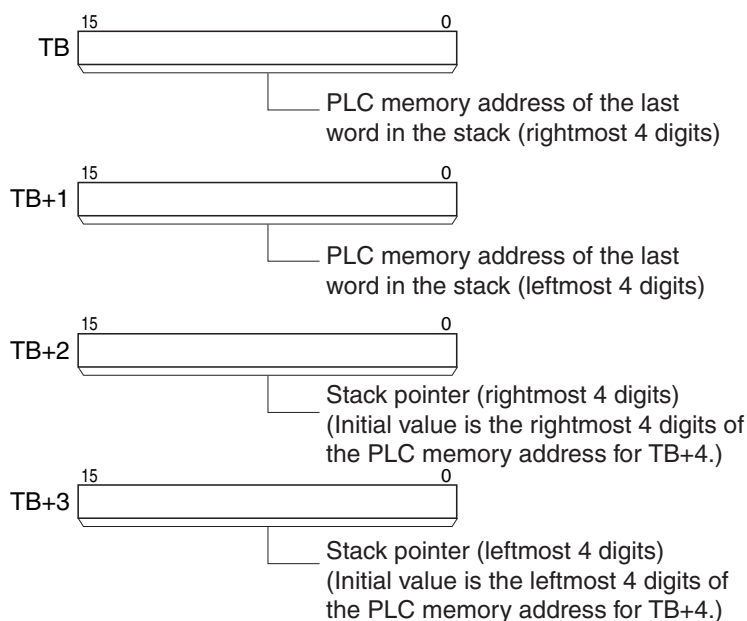 15 0
TB
PLC memory address of the last
word in the stack (rightmost 4 digits)
15 0
TB+1
PLC memory address of the last
word in the stack (leftmost 4 digits)
15 0
TB+2
Stack pointer (rightmost 4 digits)
(Initial value is the rightmost 4 digits of
the PLC memory address for TB+4.)
15 0
TB+3
Stack pointer (leftmost 4 digits)
(Initial value is the leftmost 4 digits of
the PLC memory address for TB+4.)